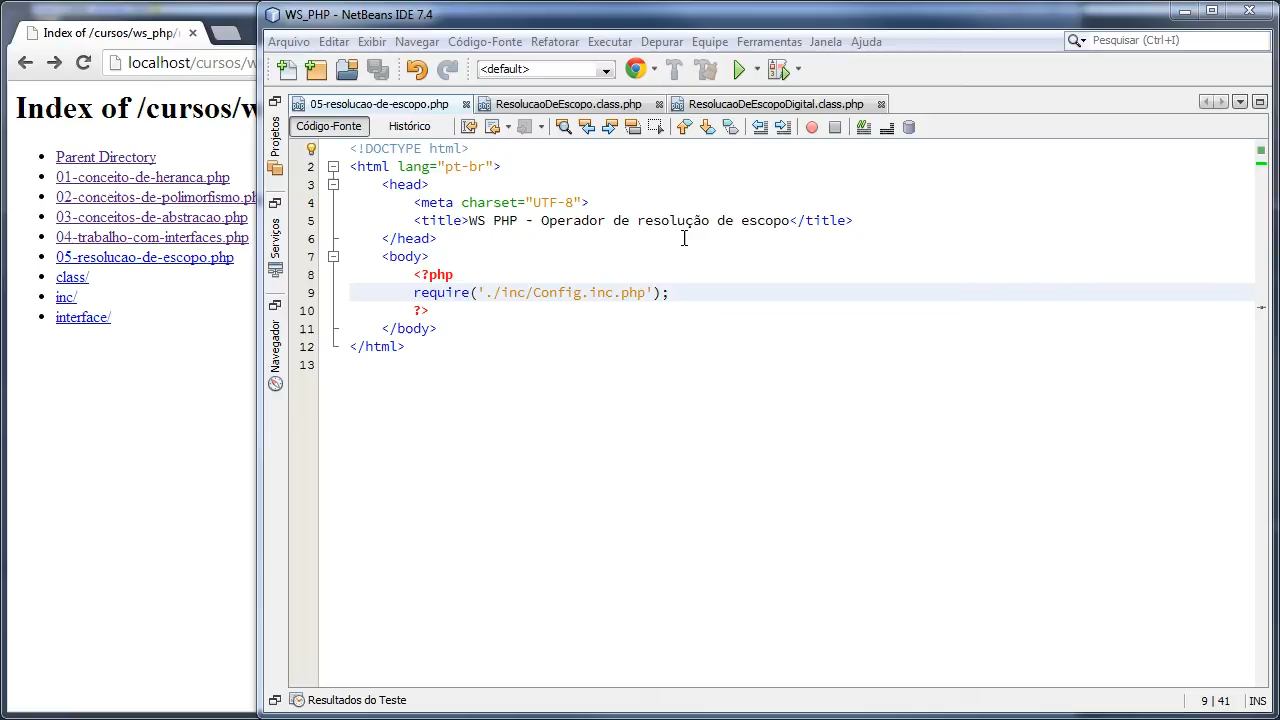 Index of /cursos/ws_php/
localhost/cursos/w
Index of /cursos/w
Parent Directory
01-conceito-de-heranca.php
02-conceitos-de-polimorfismo.ph
03-conceitos-de-abstracao.php
04-trabalho-com-interfaces.php
05-resolucao-de-escopo.php
class/
inc/
interface/
WS_PHP - NetBeans IDE 7.4
Arquivo Editar Exibir Navegar Código-Fonte Refatorar Executar Depurar Equipe Ferramentas Janela Ajuda
Pesquisar (Ctrl+I)
<default>
05-resolucao-de-escopo.php ResolucaoDeEscopo.class.php ResolucaoDeEscopoDigital.class.php
Código-Fonte Histórico
Projetos
Serviços
Navegador
<!DOCTYPE html>
2 <html lang="pt-br">
3 <head>
4 <meta charset="UTF-8">
5 <title>WS PHP - Operador de resolução de escopo</title>
6 </head>
7 <body>
8 <?php
9 require('./inc/Config.inc.php');
10 ?>
11 </body>
12 </html>
13
Resultados do Teste
9 | 41 INS